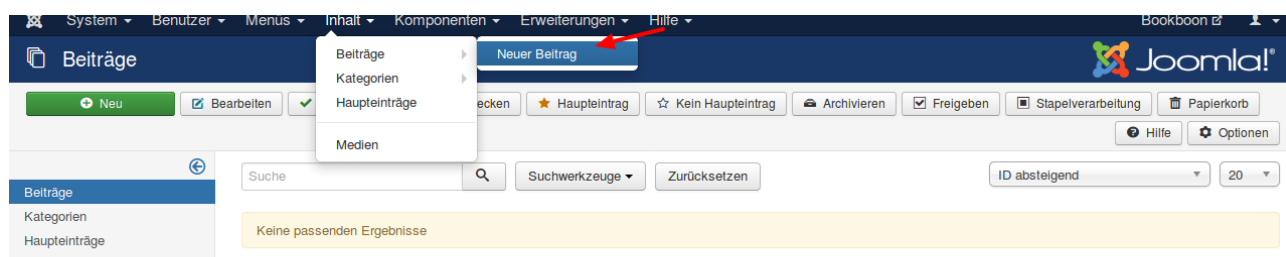 System Benutzer Menüs Inhalt Komponenten Erweiterungen Hilfe Bookboon
Beiträge Joomla!®
Beiträge Neuer Beitrag
Kategorien
Haupteinträge
Medien
Neu Bearbeiten ecken Haupteintrag Kein Haupteintrag Archivieren Freigeben Stapelverarbeitung Papierkorb
Hilfe Optionen
Suche Suchwerkzeuge Zurücksetzen ID absteigend 20
Beiträge
Kategorien
Haupteinträge
Keine passenden Ergebnisse